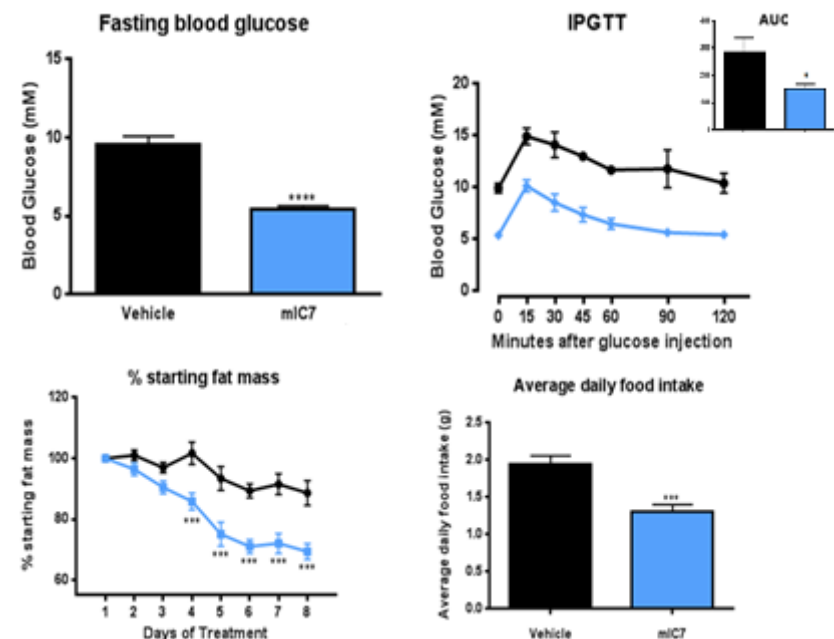 Fasting blood glucose
Blood Glucose (mM)
15
10
5
0
****
Vehicle
mIC7
IPGTT
Blood Glucose (mM)
20
15
10
5
0
0 15 30 45 60 90 120
Minutes after glucose injection
AUC
*
% starting fat mass
% starting fat mass
120
100
80
60
*** *** *** *** ***
1 2 3 4 5 6 7 8
Days of Treatment
Average daily food intake
Average daily food intake (g)
2.5
2.0
1.5
1.0
0.5
0.0
***
Vehicle
mIC7